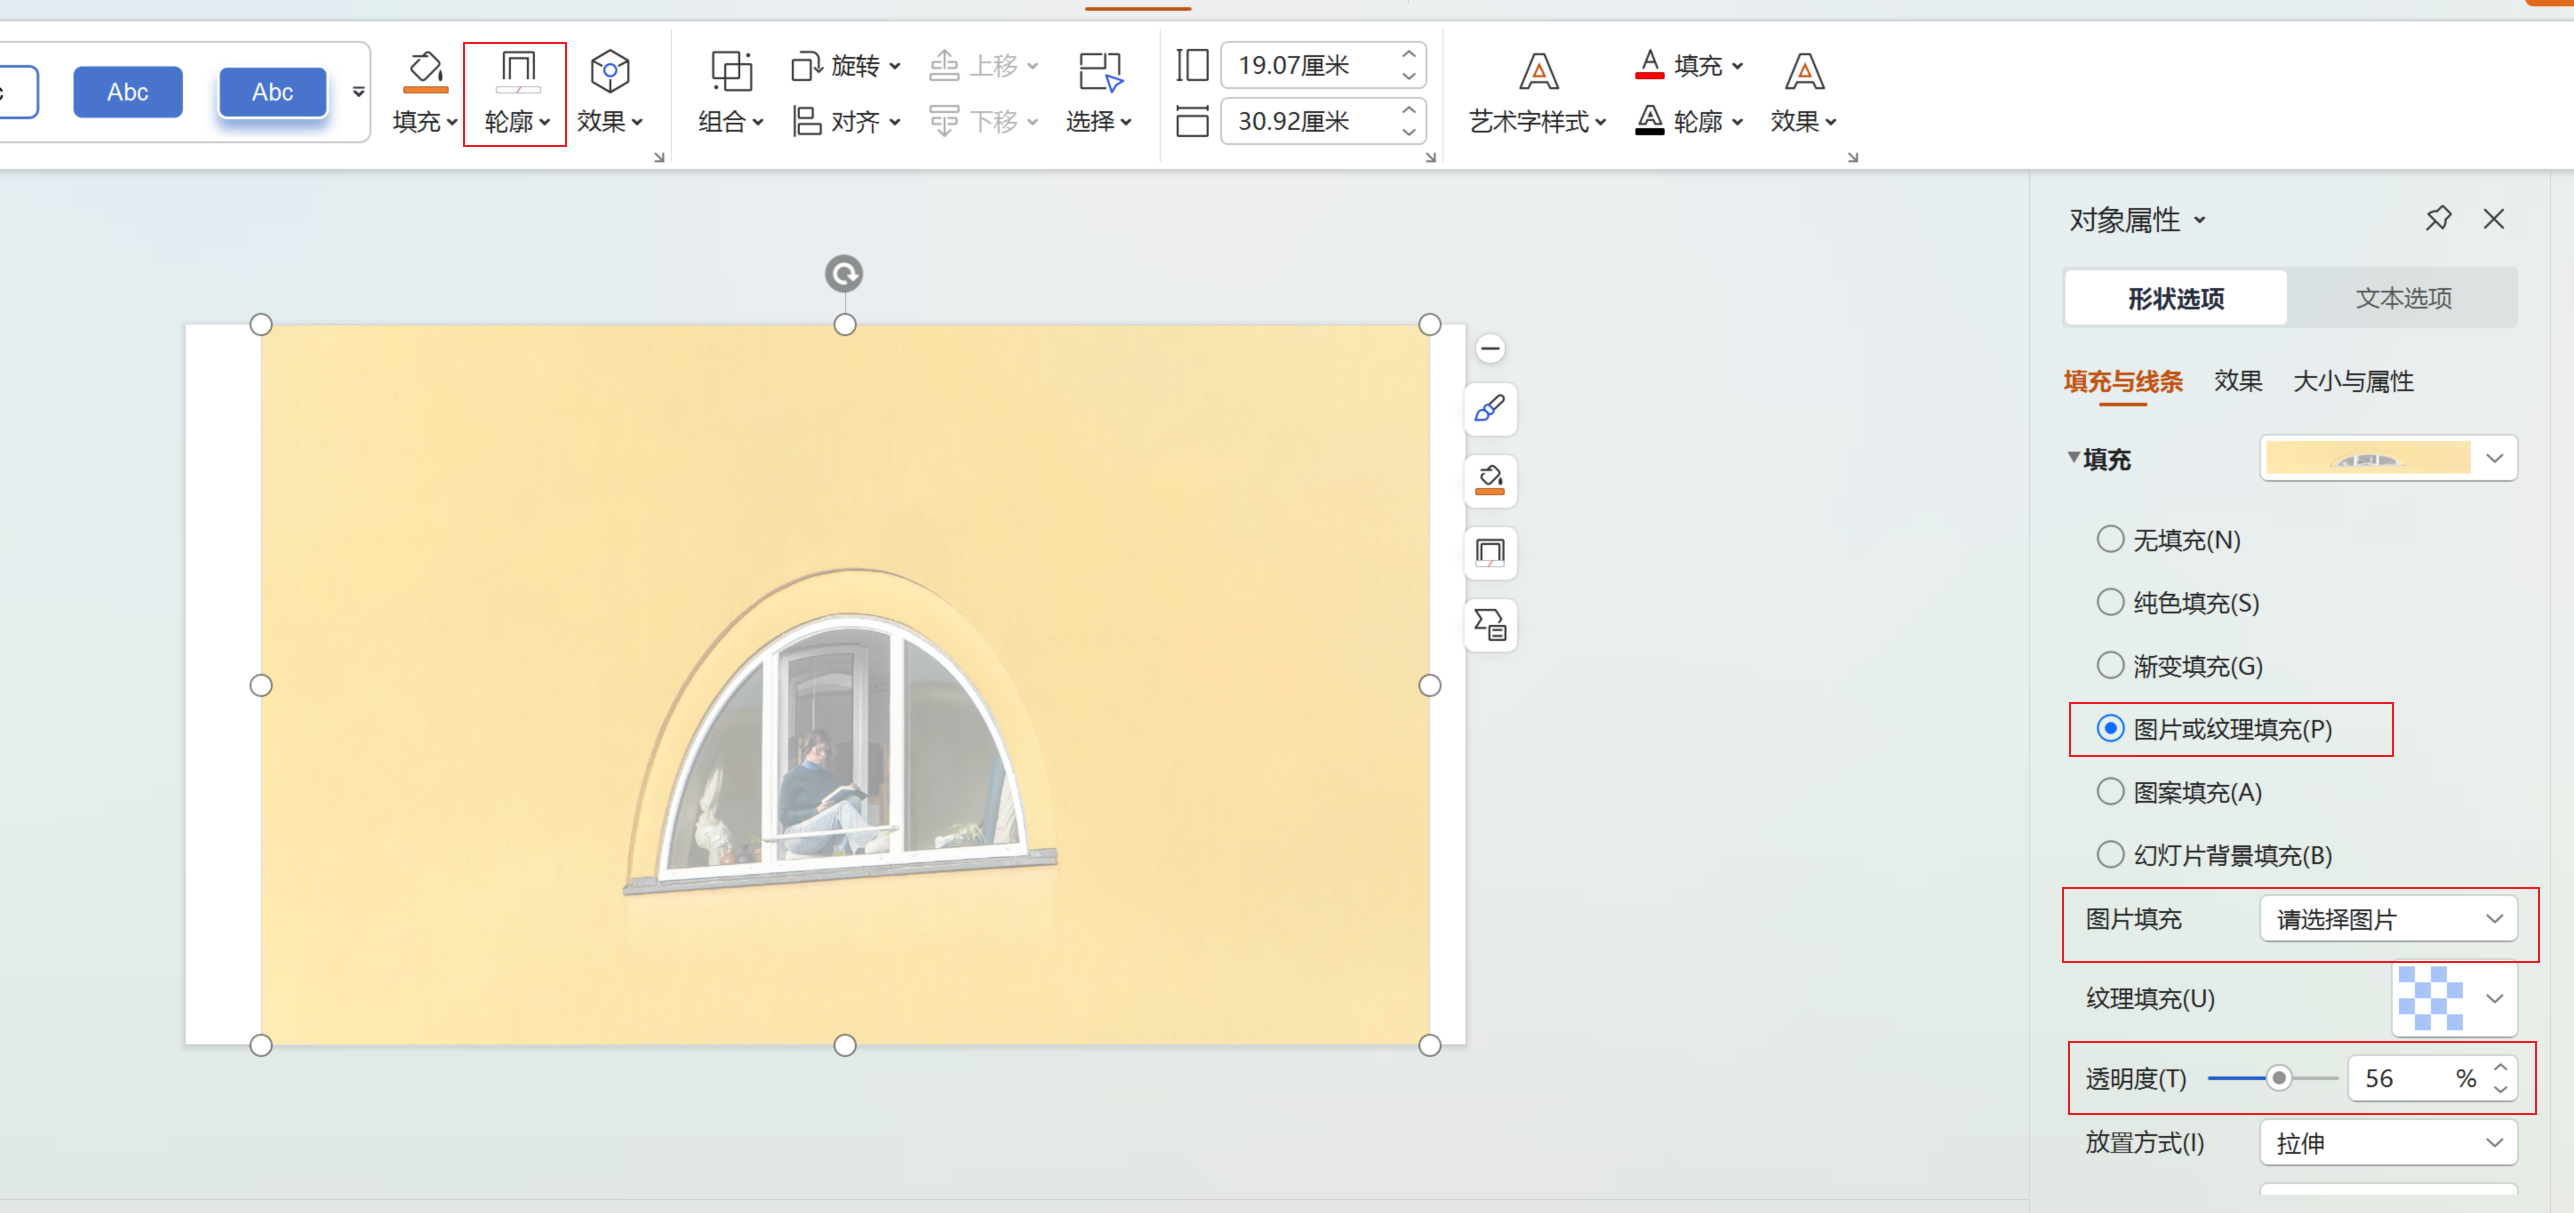 Abc
Abc
填充
轮廓
效果
组合
旋转
对齐
上移
下移
选择
19.07厘米
30.92厘米
艺术字样式
填充
轮廓
效果
对象属性
形状选项
文本选项
填充与线条
效果
大小与属性
填充
无填充(N)
纯色填充(S)
渐变填充(G)
图片或纹理填充(P)
图案填充(A)
幻灯片背景填充(B)
图片填充
请选择图片
纹理填充(U)
透明度(T)
56 %
放置方式(I)
拉伸